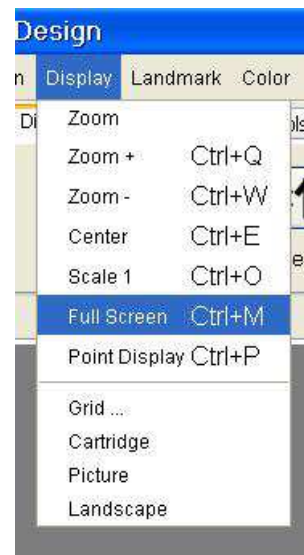 Design
Display Landmark Color
Zoom
Zoom + Ctrl+Q
Zoom - Ctrl+W
Center Ctrl+E
Scale 1 Ctrl+O
Full Screen Ctrl+M
Point Display Ctrl+P
Grid ...
Cartridge
Picture
Landscape